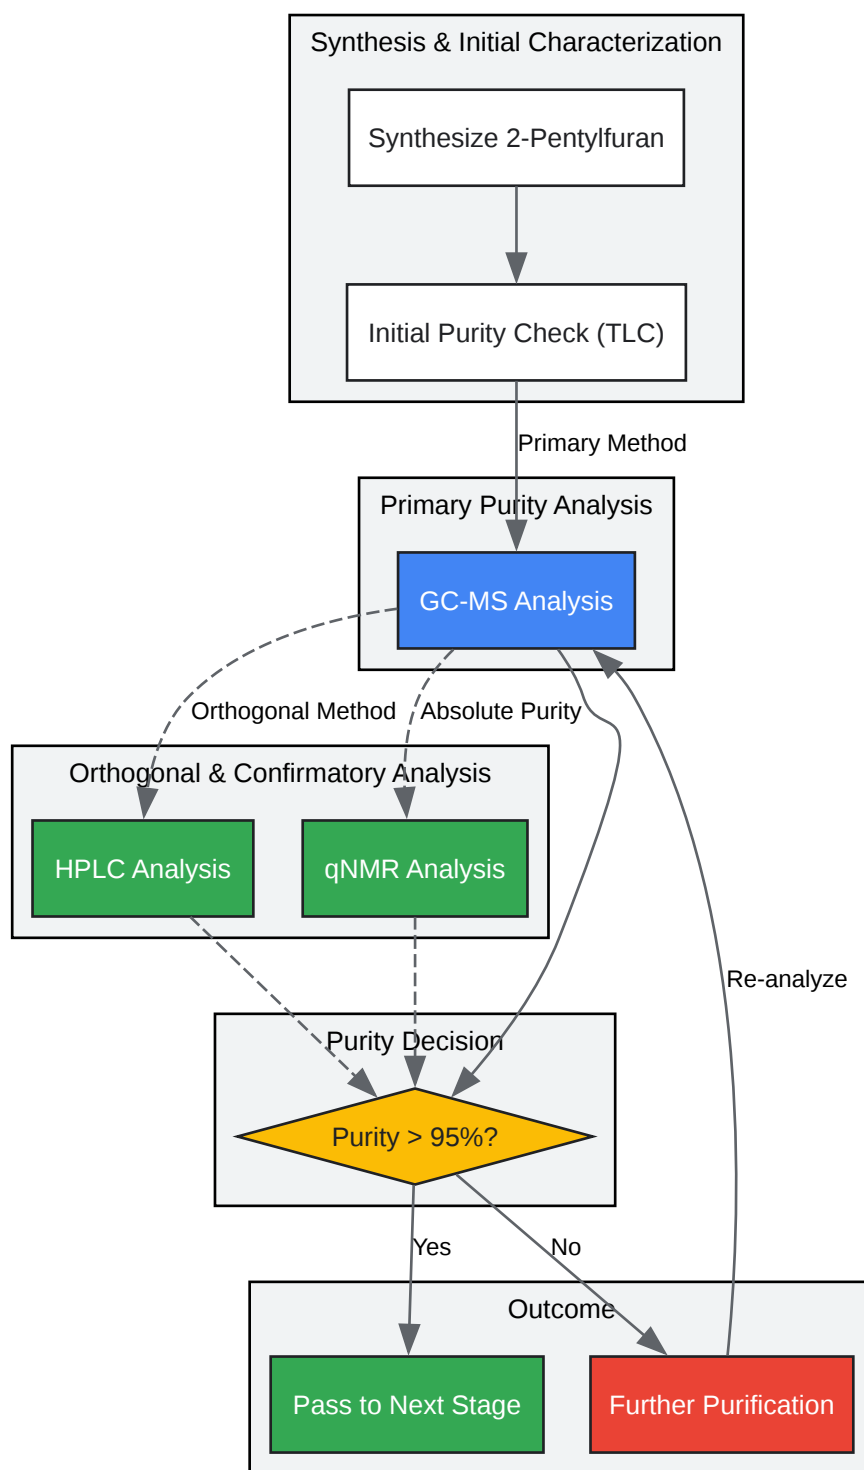 Synthesis & Initial Characterization
Synthesize 2-Pentylfuran
Initial Purity Check (TLC)
Primary Method
Primary Purity Analysis
GC-MS Analysis
Orthogonal Method
Absolute Purity
Orthogonal & Confirmatory Analysis
HPLC Analysis
qNMR Analysis
Re-analyze
Purity Decision
Purity > 95%?
Yes
No
Outcome
Pass to Next Stage
Further Purification